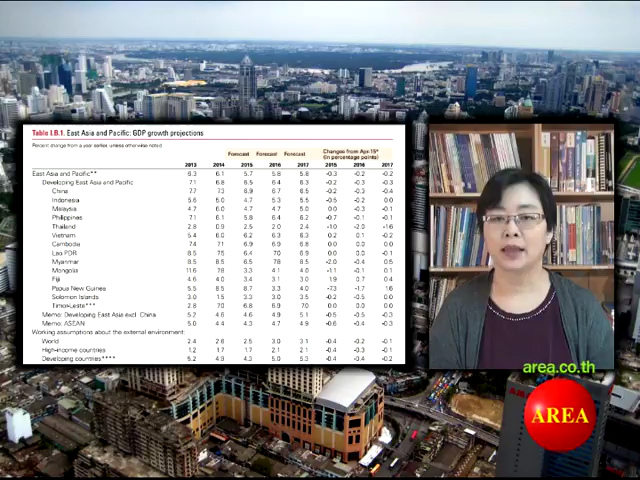 Table I.B.1. East Asia and Pacific: GDP growth projections
Percent change from a year earlier, unless otherwise noted
Forecast Forecast Forecast Changes from Apr-15*
(in percentage points)
2013 2014 2015 2016 2017 2015 2016 2017
East Asia and Pacific** 6.3 6.1 5.7 5.8 5.8 -0.3 -0.2 -0.2
Developing East Asia and Pacific 7.1 6.8 6.5 6.4 6.3 -0.2 -0.3 -0.3
China 7.7 7.3 6.9 6.7 6.5 -0.2 -0.3 -0.4
Indonesia 5.6 5.0 4.7 5.3 5.5 -0.5 -0.2 0.0
Malaysia 4.7 6.0 4.7 4.7 5.0 0.0 -0.3 -0.1
Philippines 7.1 6.1 5.8 6.4 6.2 -0.7 -0.1 -0.1
Thailand 2.8 0.9 2.5 2.0 2.4 -1.0 -2.0 -1.6
Vietnam 5.4 6.0 6.2 6.3 6.3 0.2 0.1 -0.2
Cambodia 7.4 7.1 6.9 6.9 6.8 0.0 0.0 0.0
Lao PDR 8.5 7.5 6.4 7.0 6.9 0.0 0.0 -0.1
Myanmar 8.5 8.5 6.5 7.8 8.5 -2.0 -0.4 0.5
Mongolia 11.6 7.8 3.3 4.1 4.0 -1.1 -0.1 0.1
Fiji 4.6 4.0 3.4 3.1 3.0 1.9 0.7 0.4
Papua New Guinea 5.5 8.5 8.7 3.3 4.0 -7.3 -1.7 1.6
Solomon Islands 3.0 1.5 3.3 3.0 3.5 -0.2 -0.5 0.0
Timor-Leste*** 2.8 7.0 6.8 6.9 7.0 0.0 0.0 0.0
Memo: Developing East Asia excl. China 5.2 4.6 4.6 4.9 5.1 -0.5 -0.5 -0.3
Memo: ASEAN 5.0 4.4 4.3 4.7 4.9 -0.6 -0.4 -0.3
Working assumptions about the external environment:
World 2.4 2.6 2.5 3.0 3.1 -0.4 -0.2 -0.1
High-income countries 1.2 1.7 1.7 2.1 2.1 -0.4 -0.3 -0.1
Developing countries**** 5.2 4.9 4.3 5.0 5.3 -0.4 -0.4 -0.2
area.co.th
AREA